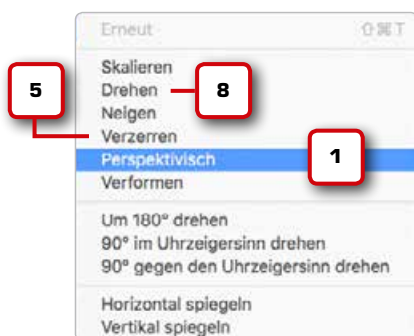 Erneut ⇧⌘T
Skalieren
5 Drehen 8
Neigen
Verzerren
Perspektivisch 1
Verformen
Um 180° drehen
90° im Uhrzeigersinn drehen
90° gegen den Uhrzeigersinn drehen
Horizontal spiegeln
Vertikal spiegeln